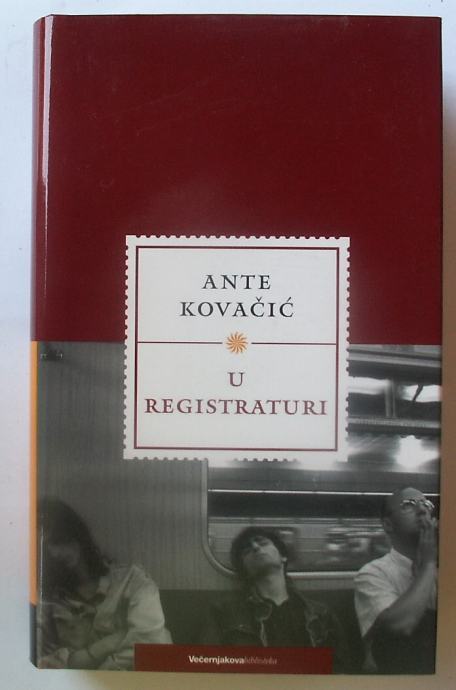 ANTE
KOVAČIĆ
U
REGISTRATURI
Večernjakova biblioteka